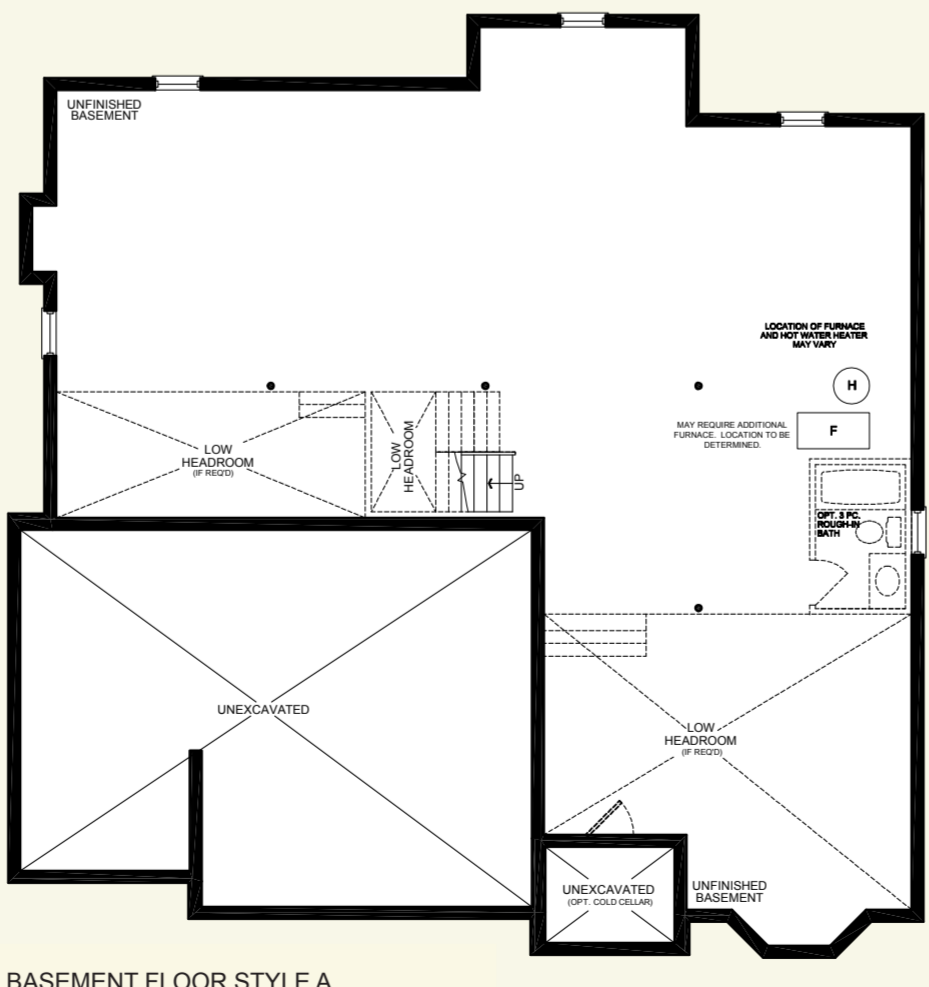 UNFINISHED
BASEMENT
LOCATION OF FURNACE
AND HOT WATER HEATER
MAY VARY
H
MAY REQUIRE ADDITIONAL
FURNACE. LOCATION TO BE
DETERMINED.
F
LOW
HEADROOM
(IF REQ'D)
LOW
HEADROOM
UP
OPT. 3 PC.
ROUGH-IN
BATH
UNEXCAVATED
LOW
HEADROOM
(IF REQ'D)
UNEXCAVATED
(OPT. COLD CELLAR)
UNFINISHED
BASEMENT
BASEMENT FLOOR STYLE A